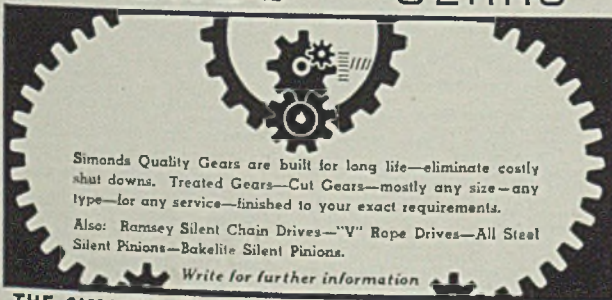 GEARS
Simonds Quality Gears are built for long life—eliminate costly
shut downs. Treated Gears—Cut Gears—mostly any size—any
type—for any service—finished to your exact requirements.
Also: Ramsey Silent Chain Drives—"V" Rope Drives—All Steel
Silent Pinions—Bakelite Silent Pinions.
Write for further information
THE